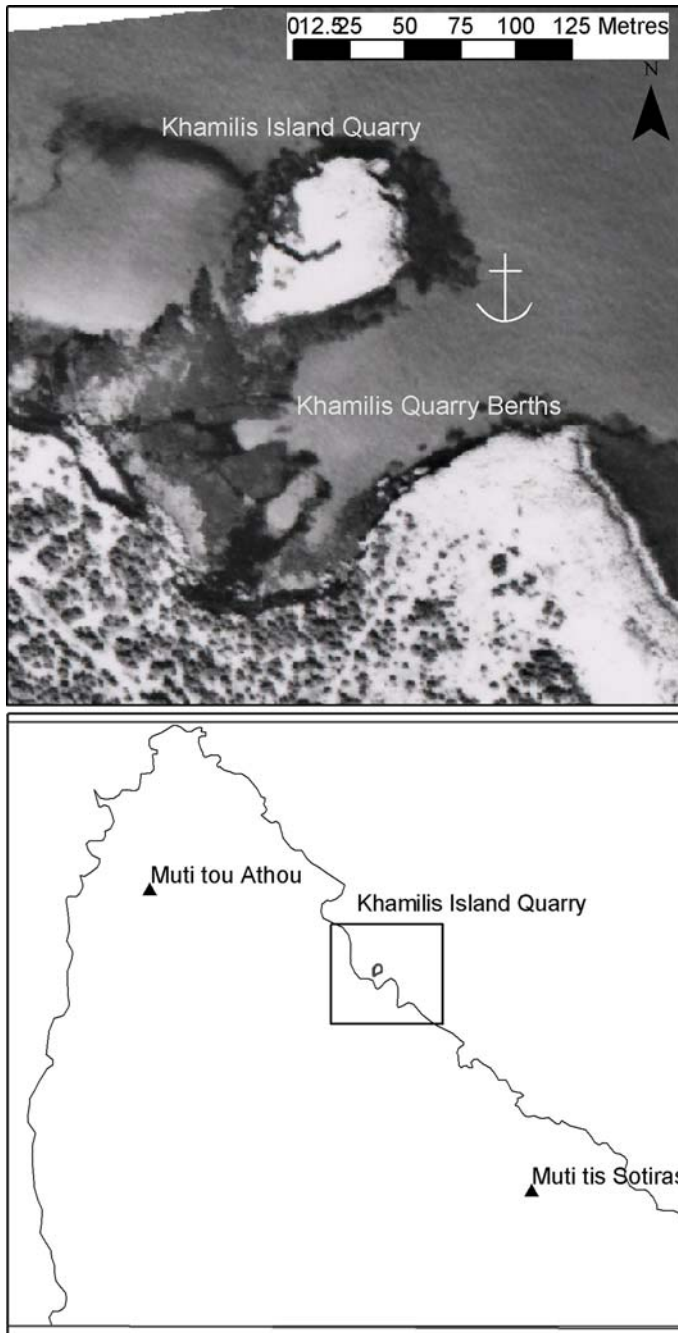 012.525 50 75 100 125 Metres
N
Khamilis Island Quarry
Khamilis Quarry Berths
Muti tou Athou
Khamilis Island Quarry
Muti tis Sotiras